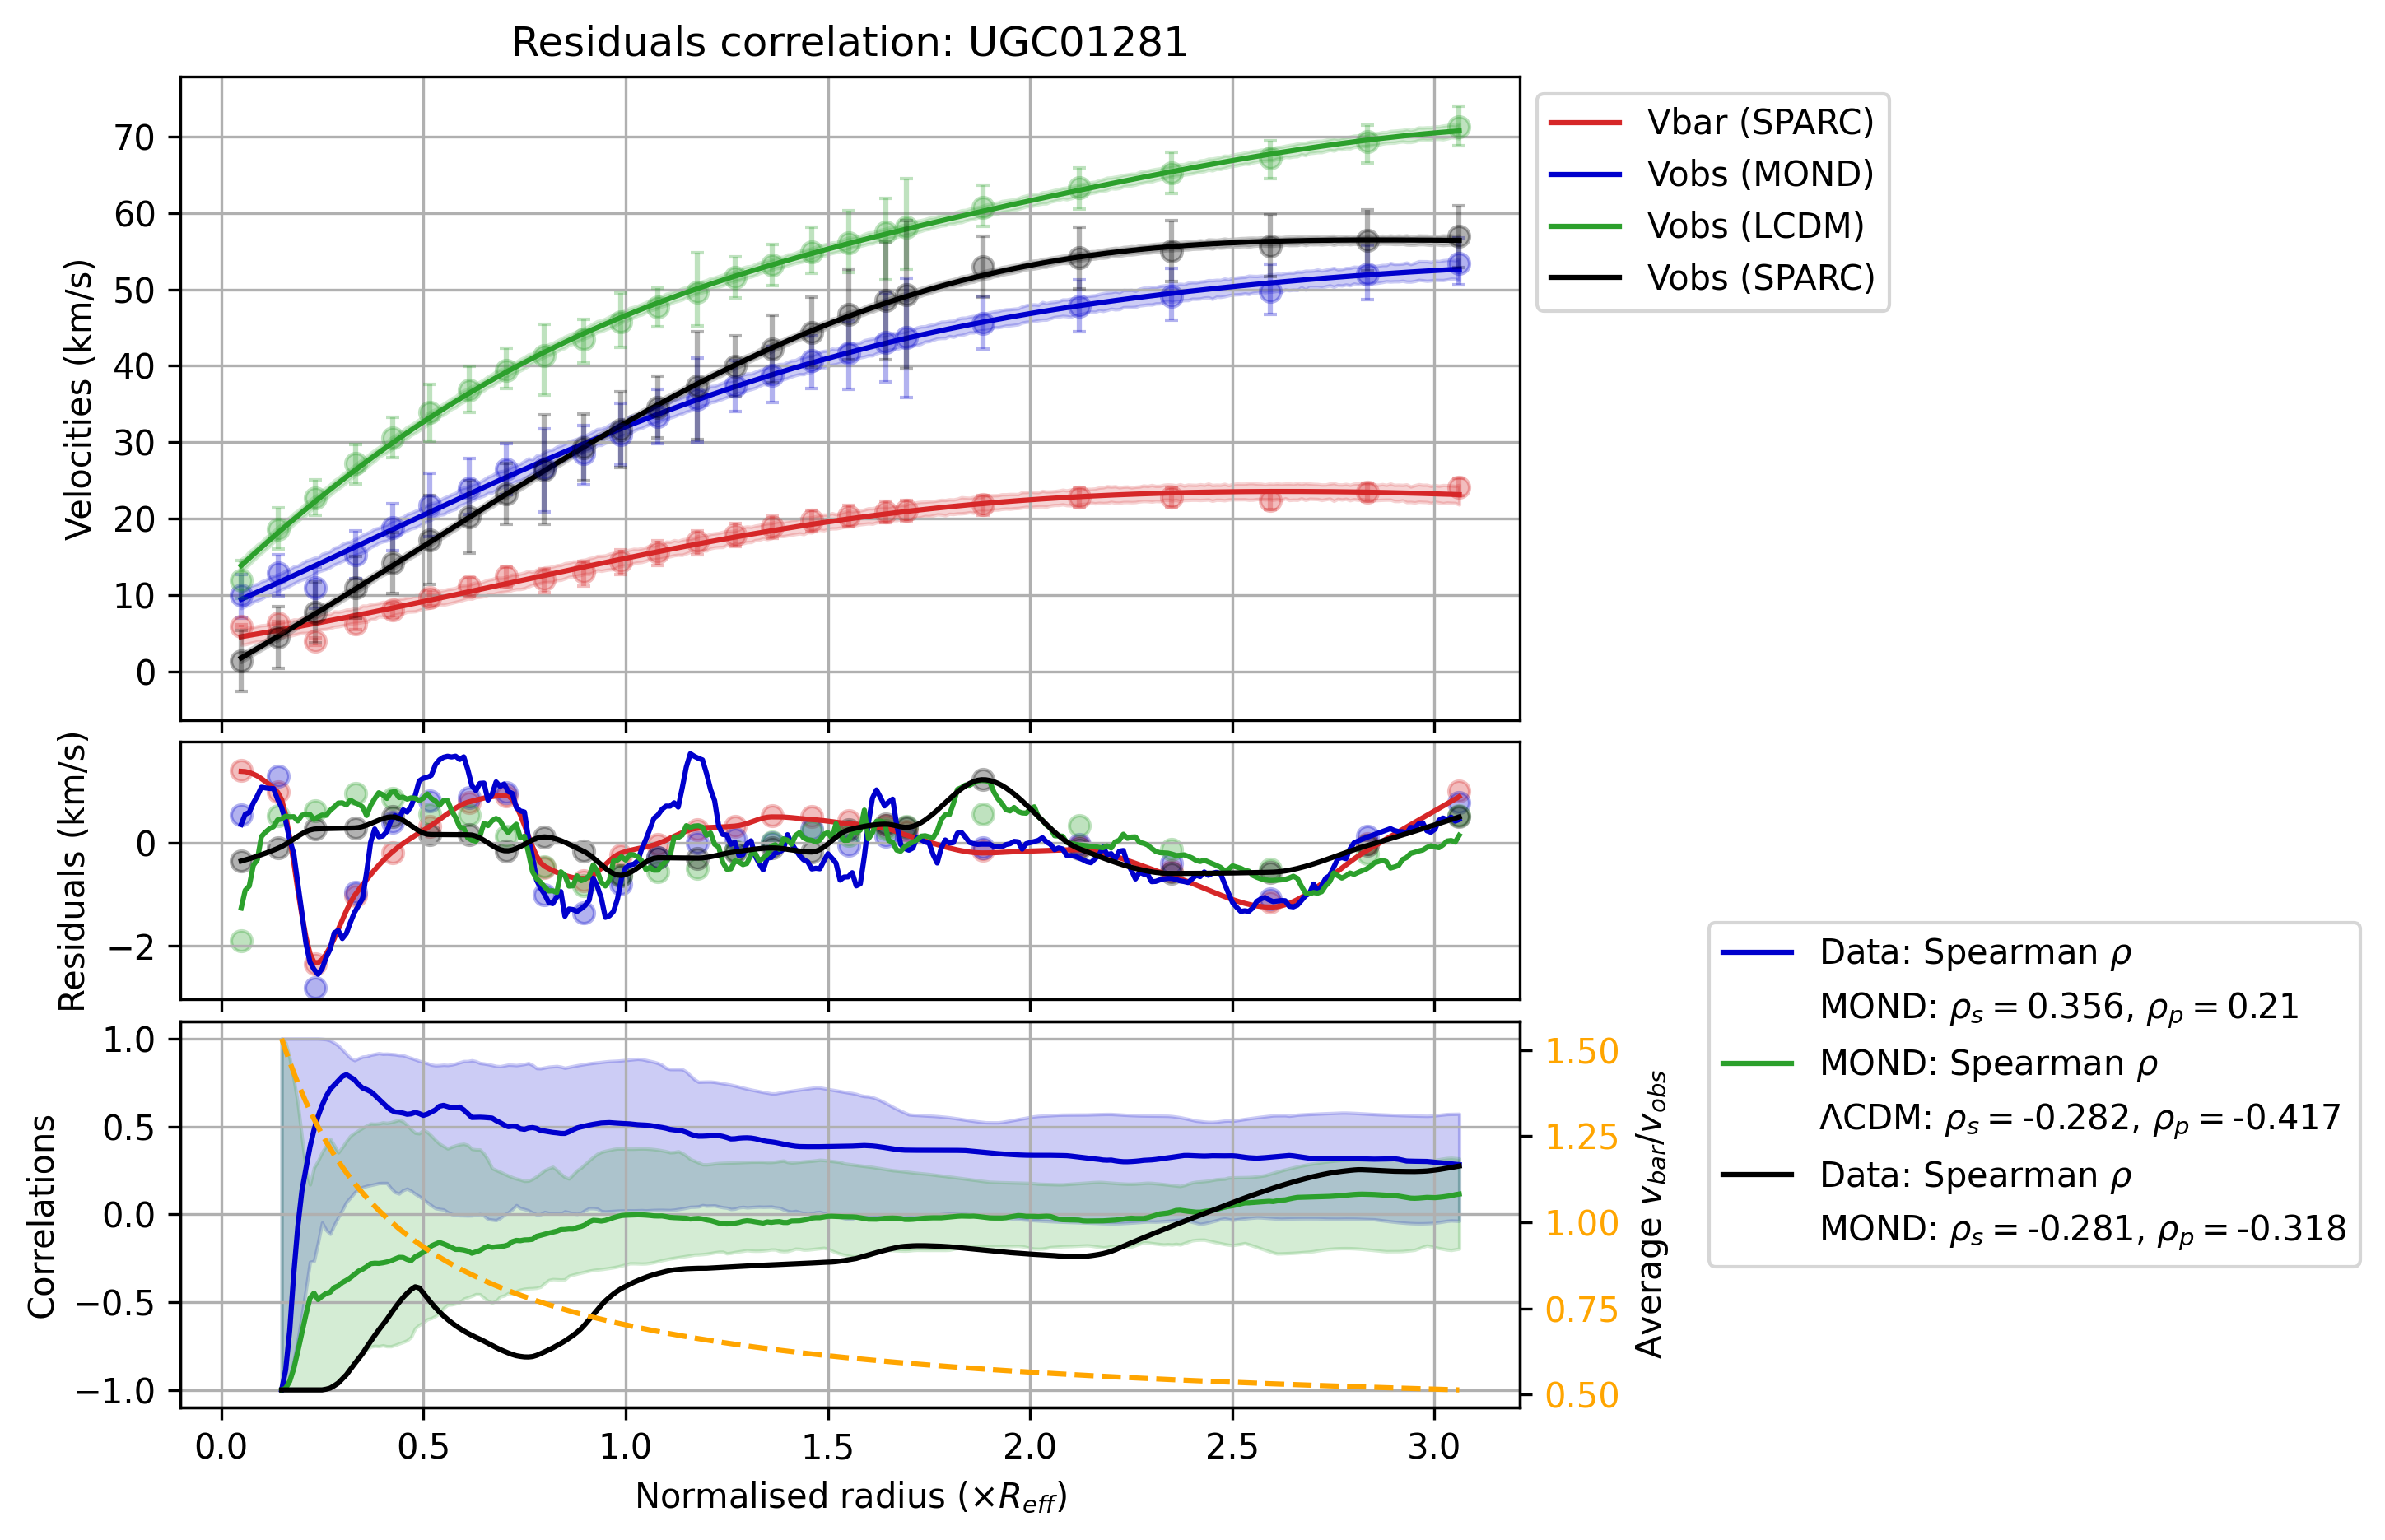 Residuals correlation: UGC01281
Velocities (km/s)
70
60
50
40
30
20
10
0
Vbar (SPARC)
Vobs (MOND)
Vobs (LCDM)
Vobs (SPARC)
Residuals (km/s)
0
−2
Correlations
1.0
0.5
0.0
−0.5
−1.0
1.50
1.25
1.00
0.75
0.50
Average v_bar/v_obs
Data: Spearman ρ
MOND: ρ_s = 0.356, ρ_p = 0.21
MOND: Spearman ρ
ΛCDM: ρ_s = -0.282, ρ_p = -0.417
Data: Spearman ρ
MOND: ρ_s = -0.281, ρ_p = -0.318
0.0 0.5 1.0 1.5 2.0 2.5 3.0
Normalised radius (×R_eff)